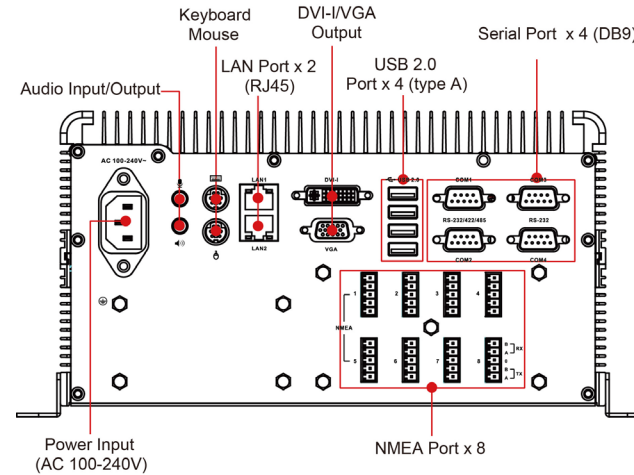 Keyboard
Mouse
DVI-I/VGA
Output
Serial Port x 4 (DB9)
LAN Port x 2
(RJ45)
USB 2.0
Port x 4 (type A)
Audio Input/Output
AC 100-240V~
LAN1
DVI-I
USB 2.0
COM1
COM3
RS-232/422/485
RS-232
LAN2
VGA
COM2
COM4
1
2
3
4
NMEA
5
6
7
8
B
A
RX
G
B
A
TX
Power Input
(AC 100-240V)
NMEA Port x 8